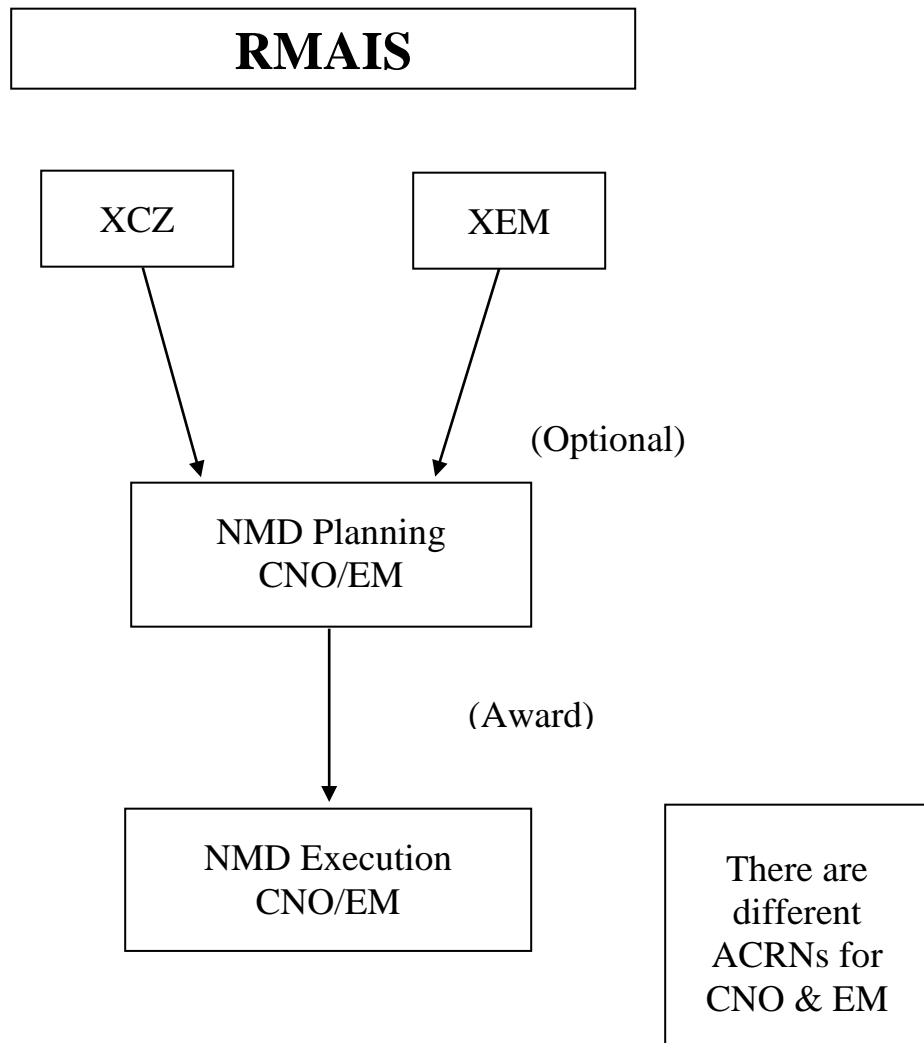 RMAIS
XCZ
XEM
(Optional)
NMD Planning
CNO/EM
(Award)
NMD Execution
CNO/EM
There are
different
ACRNs for
CNO & EM